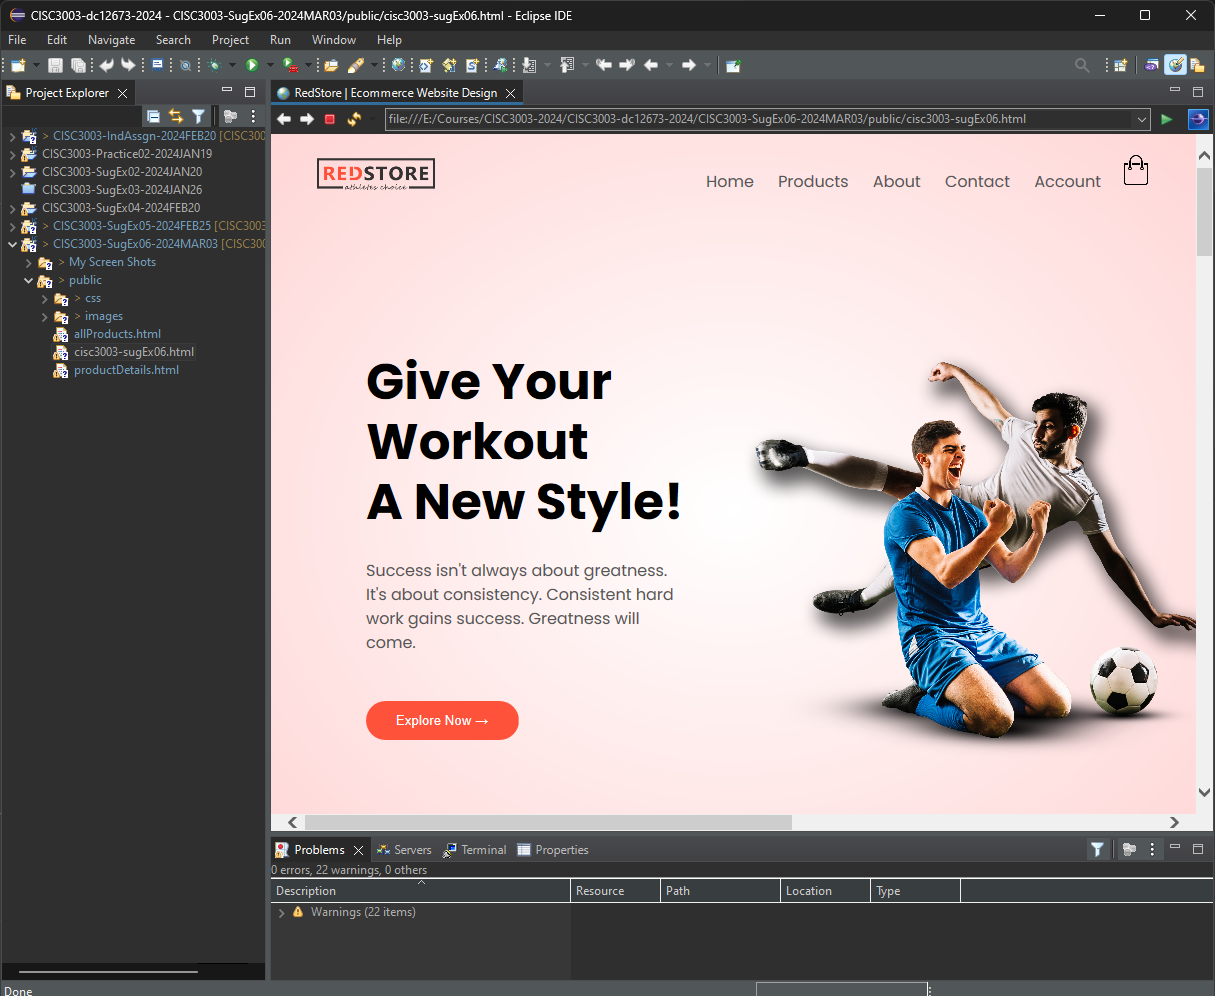 CISC3003-dc12673-2024 - CISC3003-SugEx06-2024MAR03/public/cisc3003-sugEx06.html - Eclipse IDE
File Edit Navigate Search Project Run Window Help
Project Explorer
RedStore | Ecommerce Website Design
file:///E:/Courses/CISC3003-2024/CISC3003-dc12673-2024/CISC3003-SugEx06-2024MAR03/public/cisc3003-sugEx06.html
> CISC3003-IndAssgn-2024FEB20 [CISC300
CISC3003-Practice02-2024JAN19
CISC3003-SugEx02-2024JAN20
CISC3003-SugEx03-2024JAN26
CISC3003-SugEx04-2024FEB20
> CISC3003-SugEx05-2024FEB25 [CISC3003
> CISC3003-SugEx06-2024MAR03 [CISC300
> My Screen Shots
> public
> css
> images
allProducts.html
cisc3003-sugEx06.html
productDetails.html
REDSTORE
athletes choice
Home Products About Contact Account
Give Your
Workout
A New Style!
Success isn't always about greatness.
It's about consistency. Consistent hard
work gains success. Greatness will
come.
Explore Now →
Problems Servers Terminal Properties
0 errors, 22 warnings, 0 others
Description Resource Path Location Type
Warnings (22 items)
Done